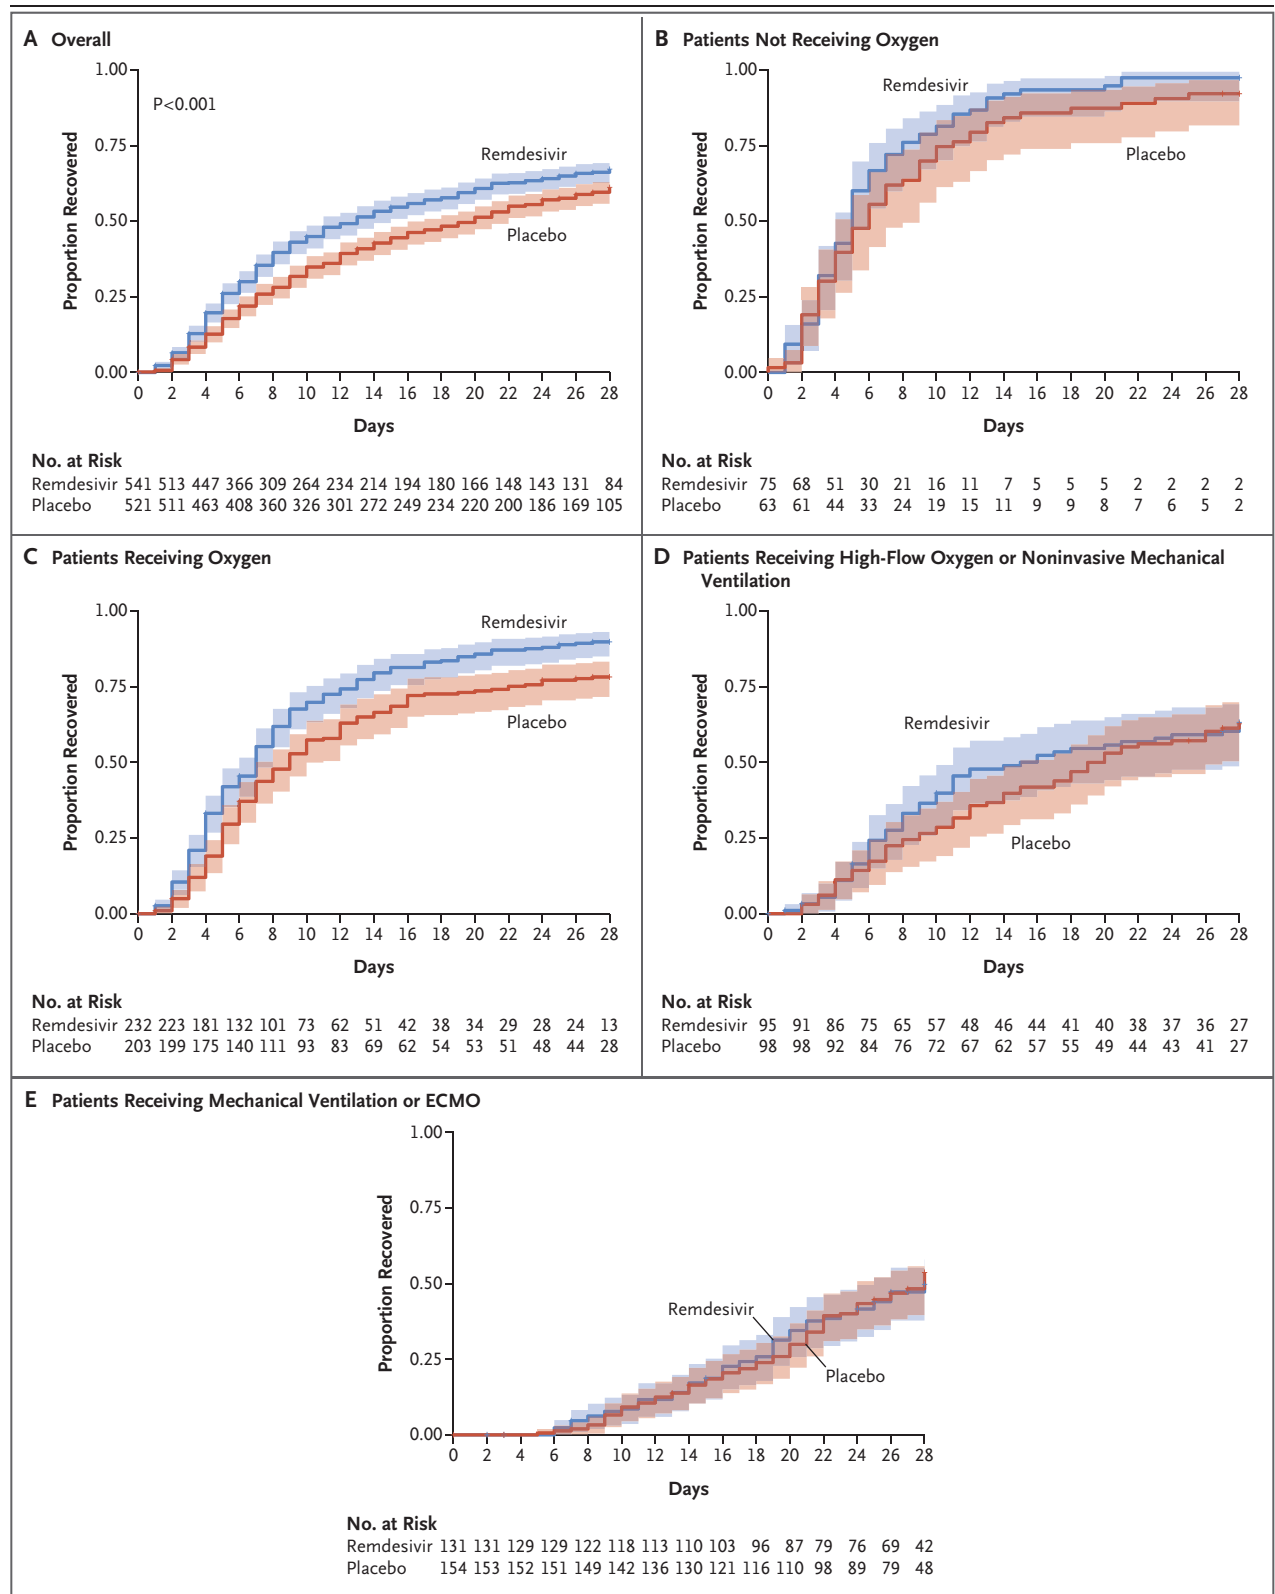 A Overall
1.00
P<0.001
0.75
Remdesivir
0.50
Placebo
0.25
0.00
Proportion Recovered
0 2 4 6 8 10 12 14 16 18 20 22 24 26 28
Days
No. at Risk
Remdesivir 541 513 447 366 309 264 234 214 194 180 166 148 143 131 84
Placebo 521 511 463 408 360 326 301 272 249 234 220 200 186 169 105
B Patients Not Receiving Oxygen
1.00
Remdesivir
0.75
Placebo
0.50
0.25
0.00
Proportion Recovered
0 2 4 6 8 10 12 14 16 18 20 22 24 26 28
Days
No. at Risk
Remdesivir 75 68 51 30 21 16 11 7 5 5 5 2 2 2 2
Placebo 63 61 44 33 24 19 15 11 9 9 8 7 6 5 2
C Patients Receiving Oxygen
1.00
Remdesivir
0.75
Placebo
0.50
0.25
0.00
Proportion Recovered
0 2 4 6 8 10 12 14 16 18 20 22 24 26 28
Days
No. at Risk
Remdesivir 232 223 181 132 101 73 62 51 42 38 34 29 28 24 13
Placebo 203 199 175 140 111 93 83 69 62 54 53 51 48 44 28
D Patients Receiving High-Flow Oxygen or Noninvasive Mechanical
Ventilation
1.00
0.75
Remdesivir
0.50
0.25
Placebo
0.00
Proportion Recovered
0 2 4 6 8 10 12 14 16 18 20 22 24 26 28
Days
No. at Risk
Remdesivir 95 91 86 75 65 57 48 46 44 41 40 38 37 36 27
Placebo 98 98 92 84 76 72 67 62 57 55 49 44 43 41 27
E Patients Receiving Mechanical Ventilation or ECMO
1.00
0.75
0.50
Remdesivir
0.25
Placebo
0.00
Proportion Recovered
0 2 4 6 8 10 12 14 16 18 20 22 24 26 28
Days
No. at Risk
Remdesivir 131 131 129 129 122 118 113 110 103 96 87 79 76 69 42
Placebo 154 153 152 151 149 142 136 130 121 116 110 98 89 79 48